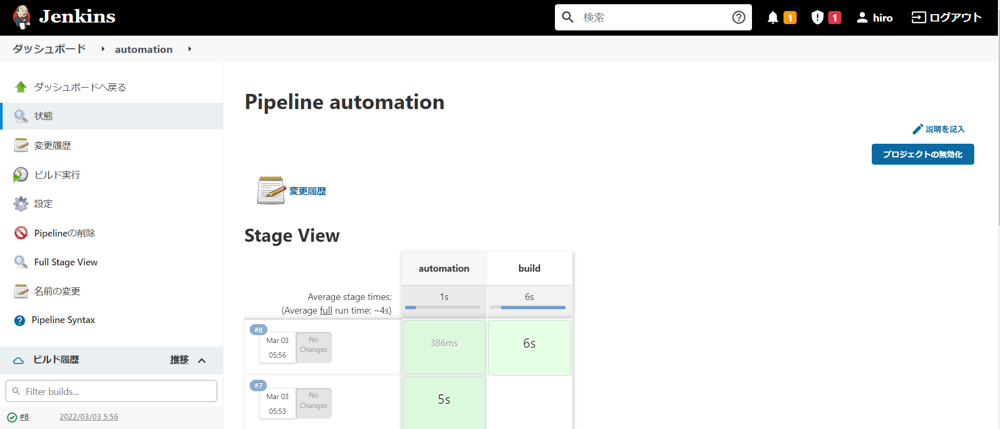 Jenkins
検索
1
1
hiro
ログアウト
ダッシュボード
automation
ダッシュボードへ戻る
状態
変更履歴
ビルド実行
設定
Pipelineの削除
Full Stage View
名前の変更
Pipeline Syntax
ビルド履歴
推移
Filter builds...
#8
2022/03/03 5:56
Pipeline automation
説明を記入
プロジェクトの無効化
変更履歴
Stage View
automation
build
Average stage times:
(Average full run time: ~4s)
1s
6s
#8
Mar 03
05:56
No
Changes
386ms
6s
#7
Mar 03
05:53
No
Changes
5s